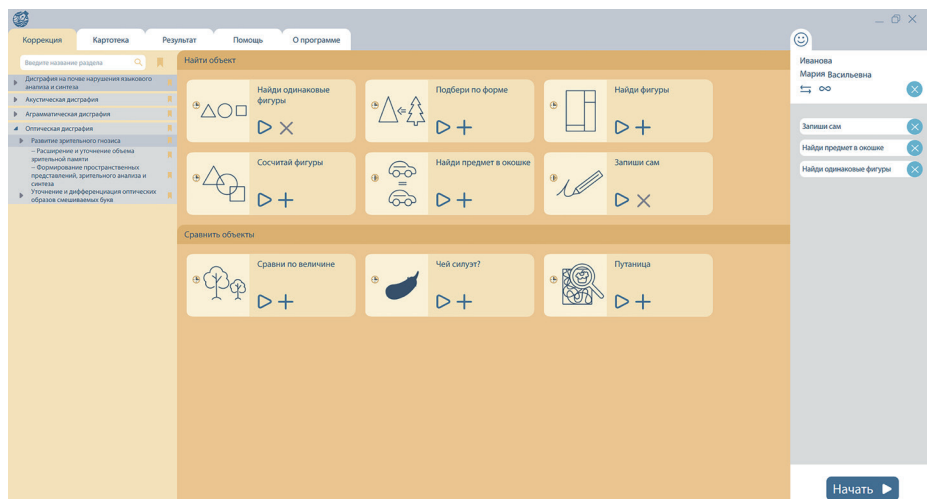 Коррекция
Картотека
Результат
Помощь
О программе
Введите название раздела
Дисграфия на почве нарушения языкового
анализа и синтеза
Акустическая дисграфия
Аграмматическая дисграфия
Оптическая дисграфия
Развитие зрительного гнозиса
– Расширение и уточнение объема
зрительной памяти
– Формирование пространственных
представлений, зрительного анализа и
синтеза
Уточнение и дифференциация оптических
образов смешиваемых букв
Найти объект
Найди одинаковые
фигуры
Подбери по форме
Найди фигуры
Сосчитай фигуры
Найди предмет в окошке
Запиши сам
Сравнить объекты
Сравни по величине
Чей силуэт?
Путаница
Иванова
Мария Васильевна
Запиши сам
Найди предмет в окошке
Найди одинаковые фигуры
Начать